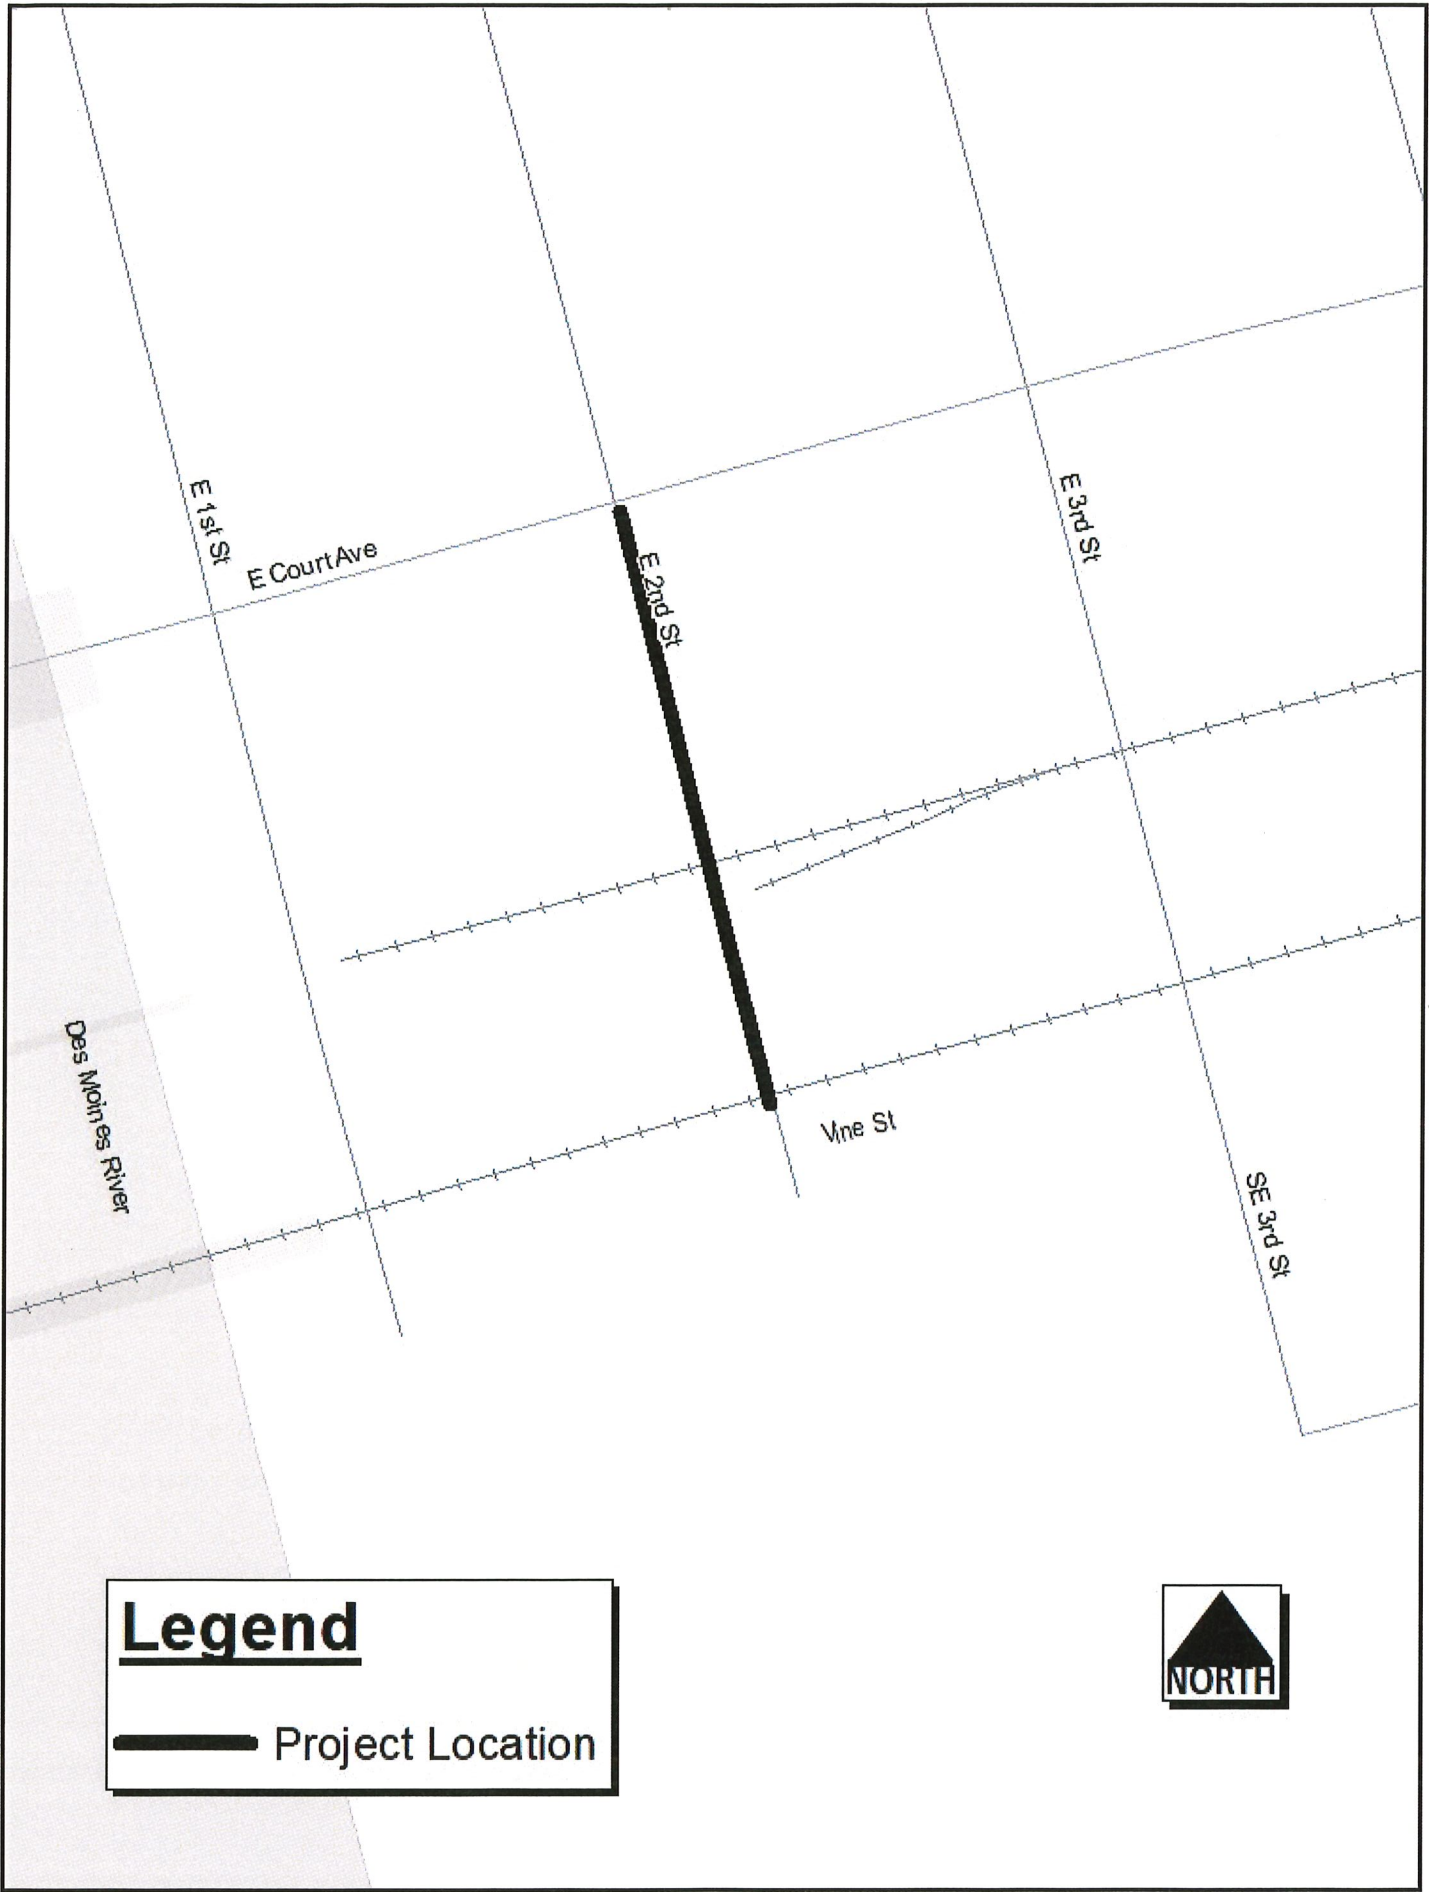 E 1st St
E Court Ave
E 2nd St
E 3rd St
Des Moines River
Vine St
SE 3rd St
Legend
Project Location
NORTH